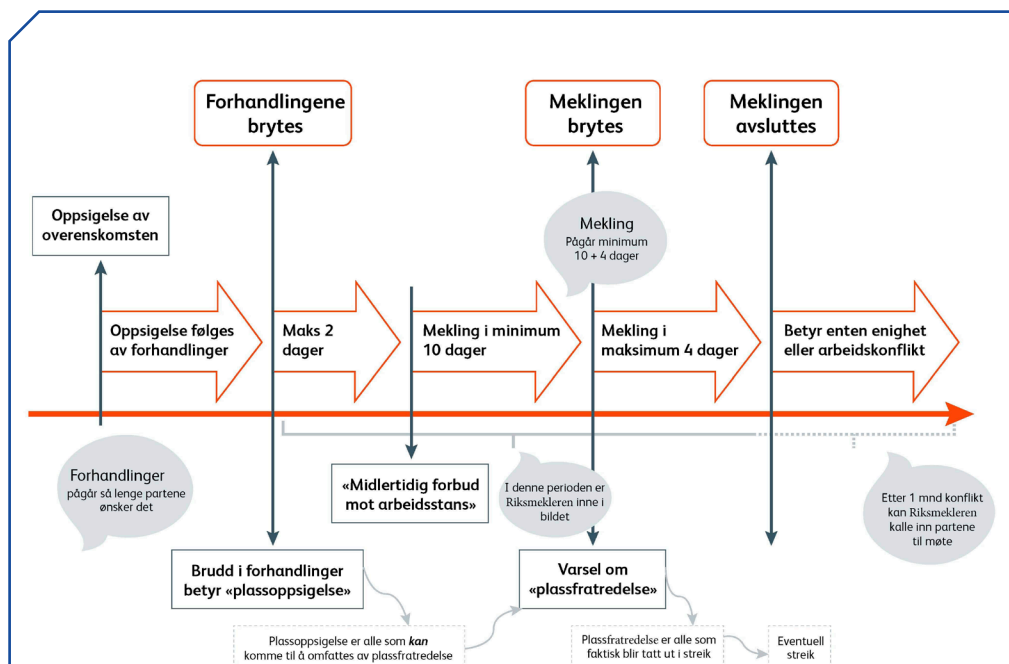 Forhandlingene
brytes
Meklingen
brytes
Meklingen
avsluttes
Oppsigelse av
overenskomsten
Mekling
Pågår minimum
10 + 4 dager
Oppsigelse følges
av forhandlinger
Maks 2
dager
Mekling i minimum
10 dager
Mekling i
maksimum 4 dager
Betyr enten enighet
eller arbeidskonflikt
Forhandlinger
pågår så lenge partene
ønsker det
«Midlertidig forbud
mot arbeidsstans»
I denne perioden er
Riksmekleren inne i
bildet
Etter 1 mnd konflikt
kan Riksmekleren
kalle inn partene
til møte
Brudd i forhandlinger
betyr «plassoppsigelse»
Varsel om
«plassfratredelse»
Plassoppsigelse er alle som kan
komme til å omfattes av plassfratredelse
Plassfratredelse er alle som
faktisk blir tatt ut i streik
Eventuell
streik